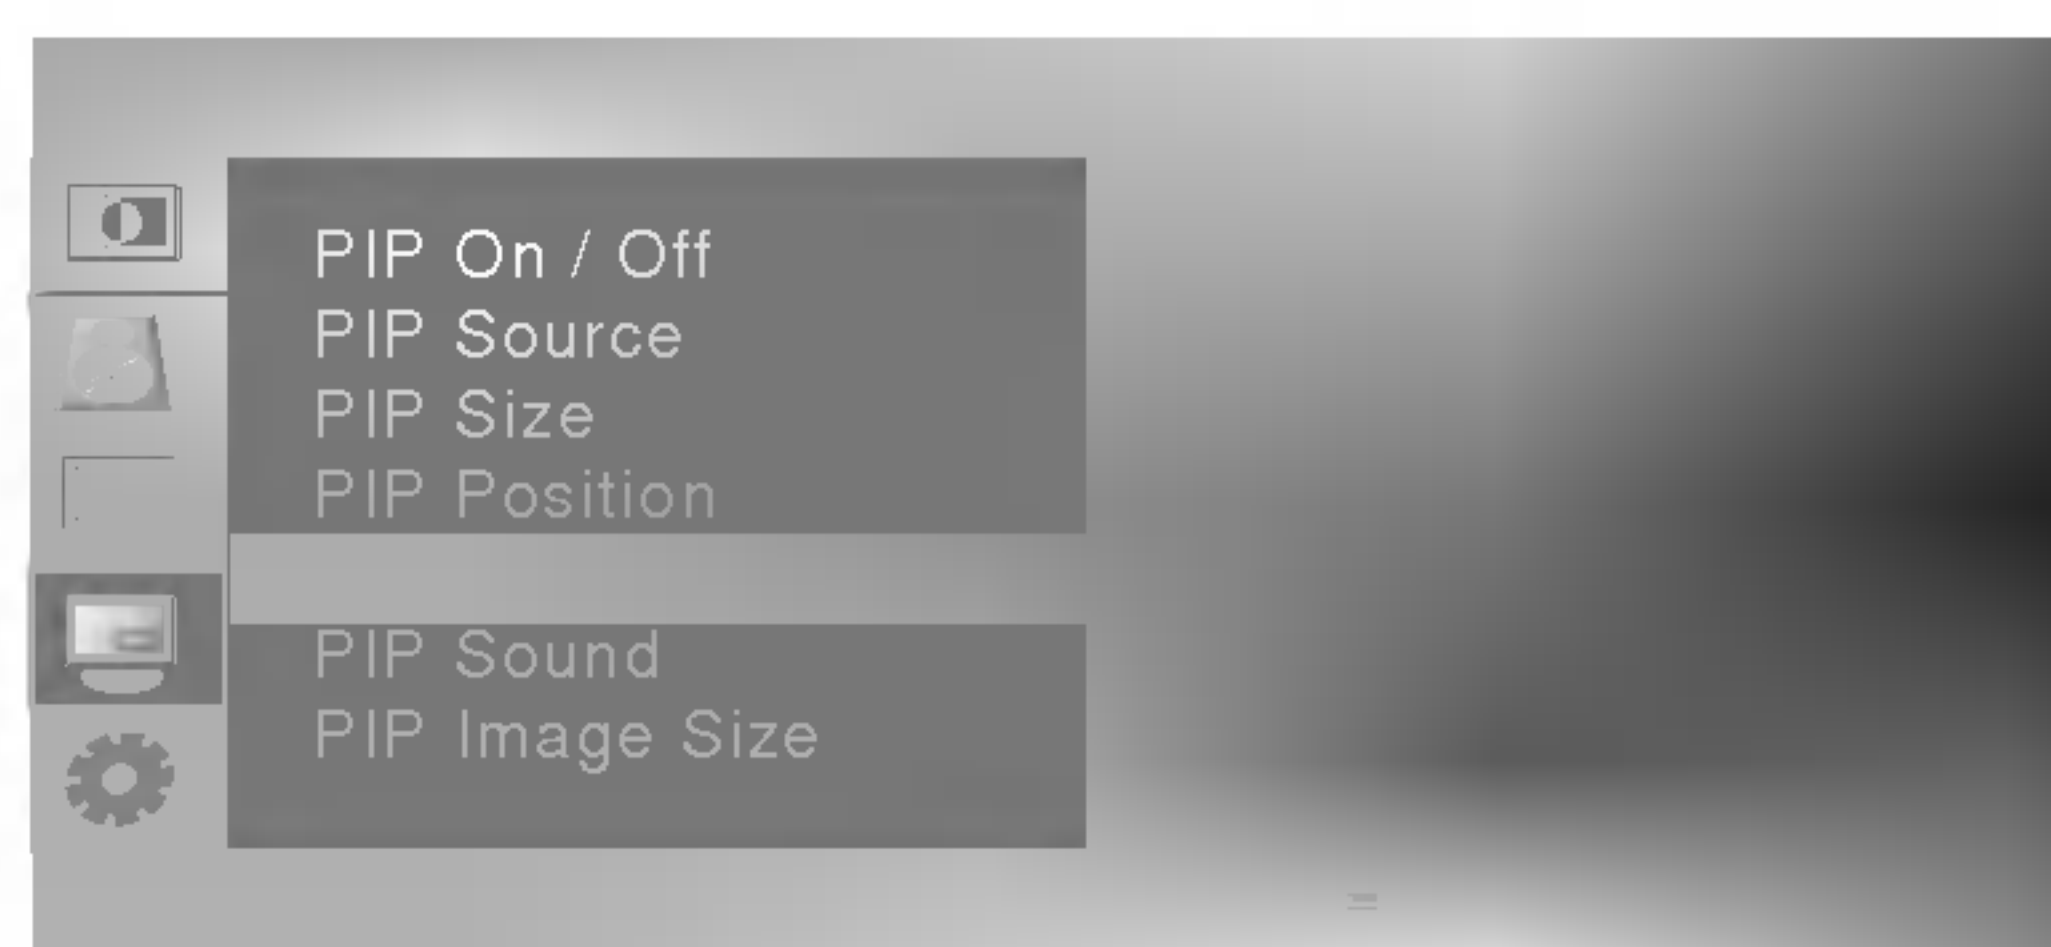 PIP On / Off
PIP Source
PIP Size
PIP Position
PIP Sound
PIP Image Size